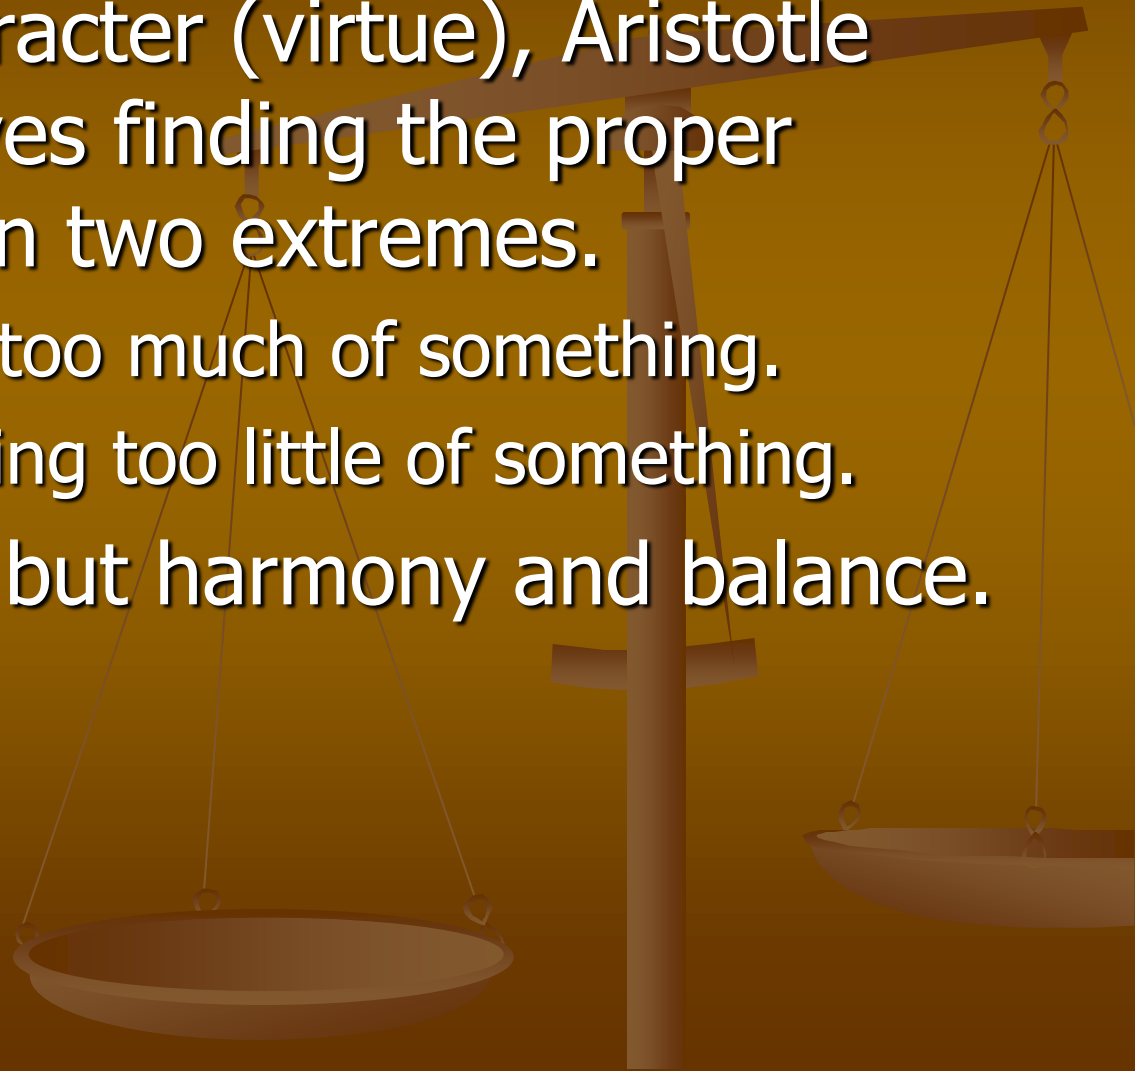 racter (virtue), Aristotle
es finding the proper
n two extremes.
too much of something.
ing too little of something.
but harmony and balance.